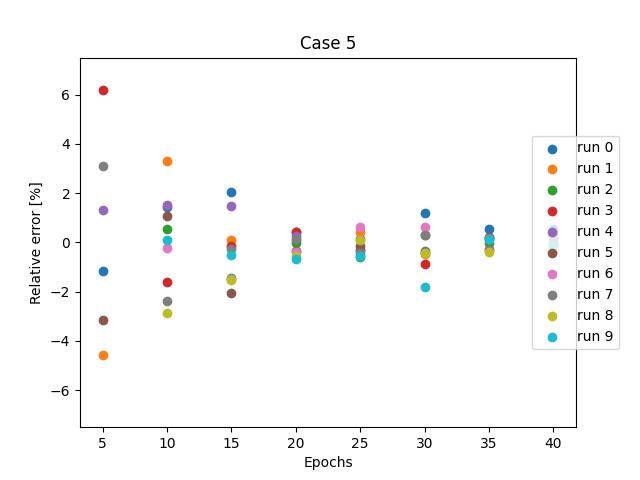 Case 5
Relative error [%]
6
4
2
0
−2
−4
−6
5 10 15 20 25 30 35 40
Epochs
run 0
run 1
run 2
run 3
run 4
run 5
run 6
run 7
run 8
run 9